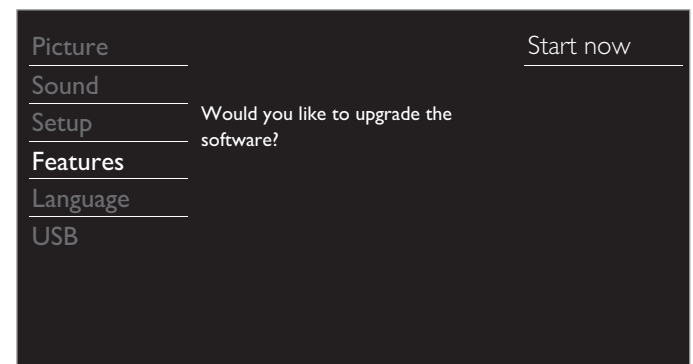 Picture
Sound
Setup
Features
Language
USB
Would you like to upgrade the
software?
Start now